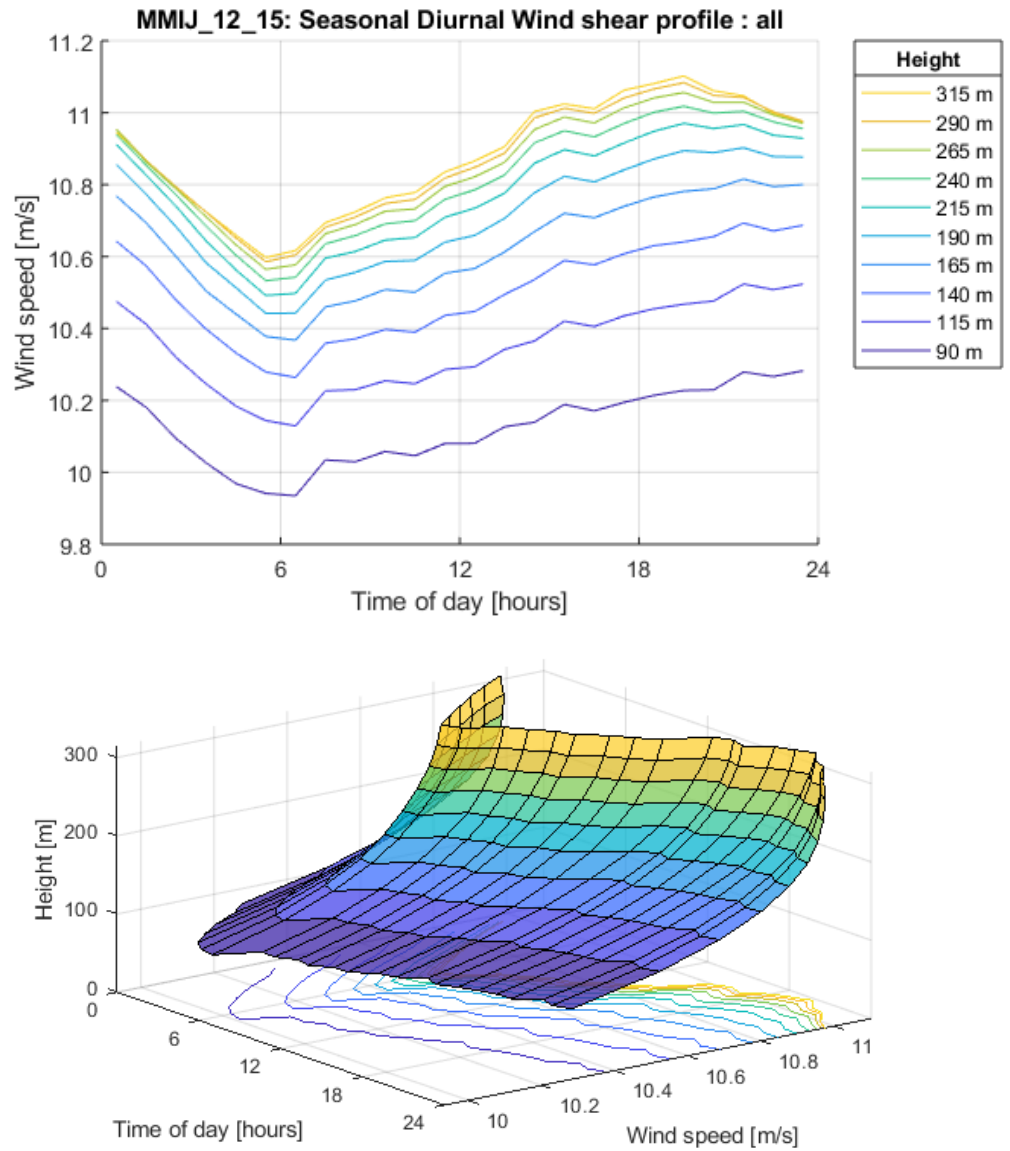 MMIJ_12_15: Seasonal Diurnal Wind shear profile : all
11.2
11
10.8
10.6
10.4
10.2
10
9.8
Wind speed [m/s]
0 6 12 18 24
Time of day [hours]
Height
315 m
290 m
265 m
240 m
215 m
190 m
165 m
140 m
115 m
90 m
300
200
100
0
Height [m]
0
6
12
18
24
Time of day [hours]
10
10.2
10.4
10.6
10.8
11
Wind speed [m/s]